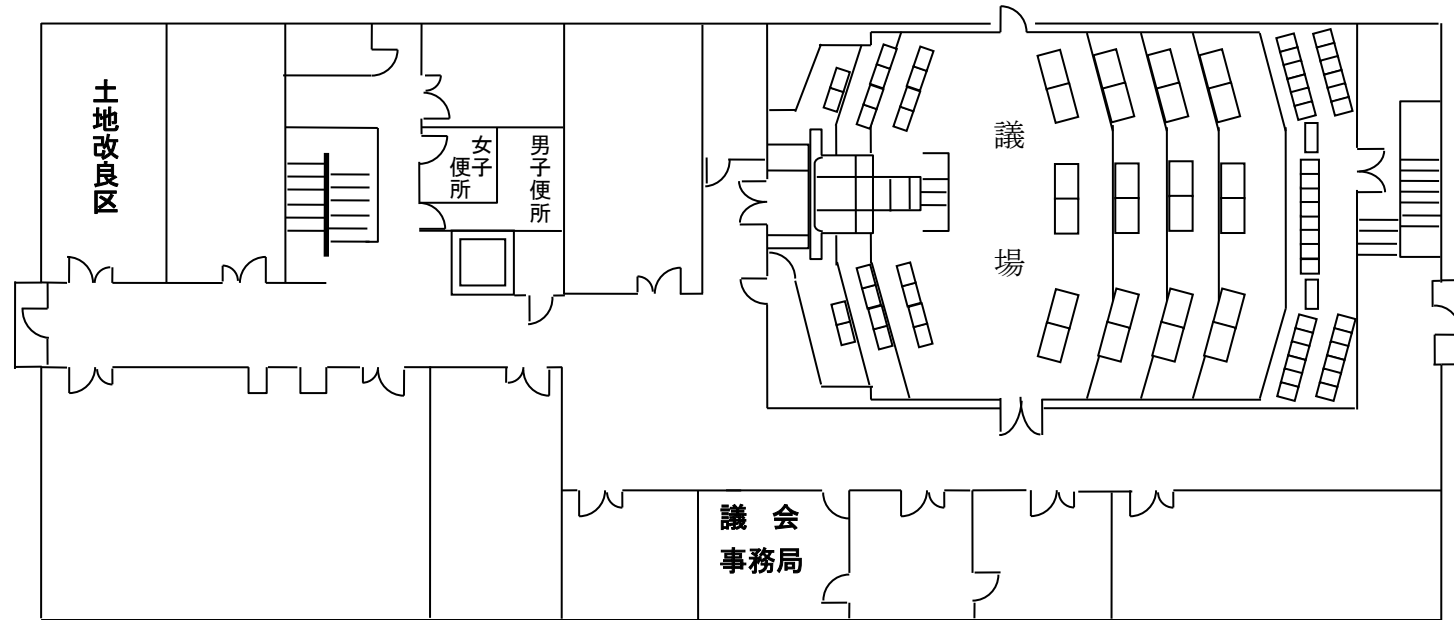 土地改良区
女子
便所
男子便所
議場
議　会
事務局